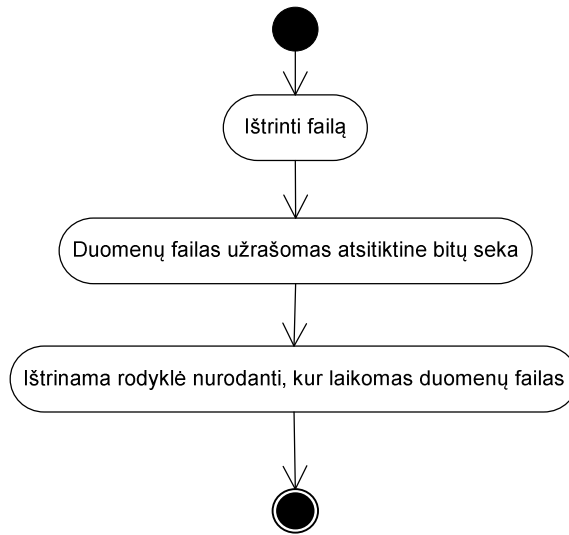 Ištrinti failą
Duomenų failas užrašomas atsitiktine bitų seka
Ištrinama rodyklė nurodanti, kur laikomas duomenų failas